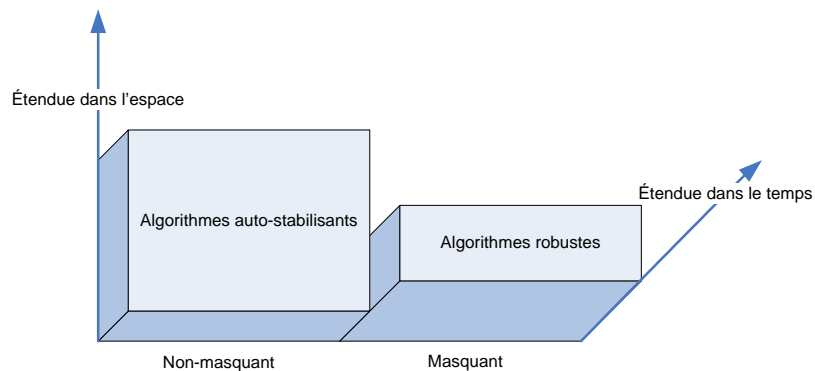 Étendue dans l'espace
Étendue dans le temps
Algorithmes auto-stabilisants
Algorithmes robustes
Non-masquant
Masquant